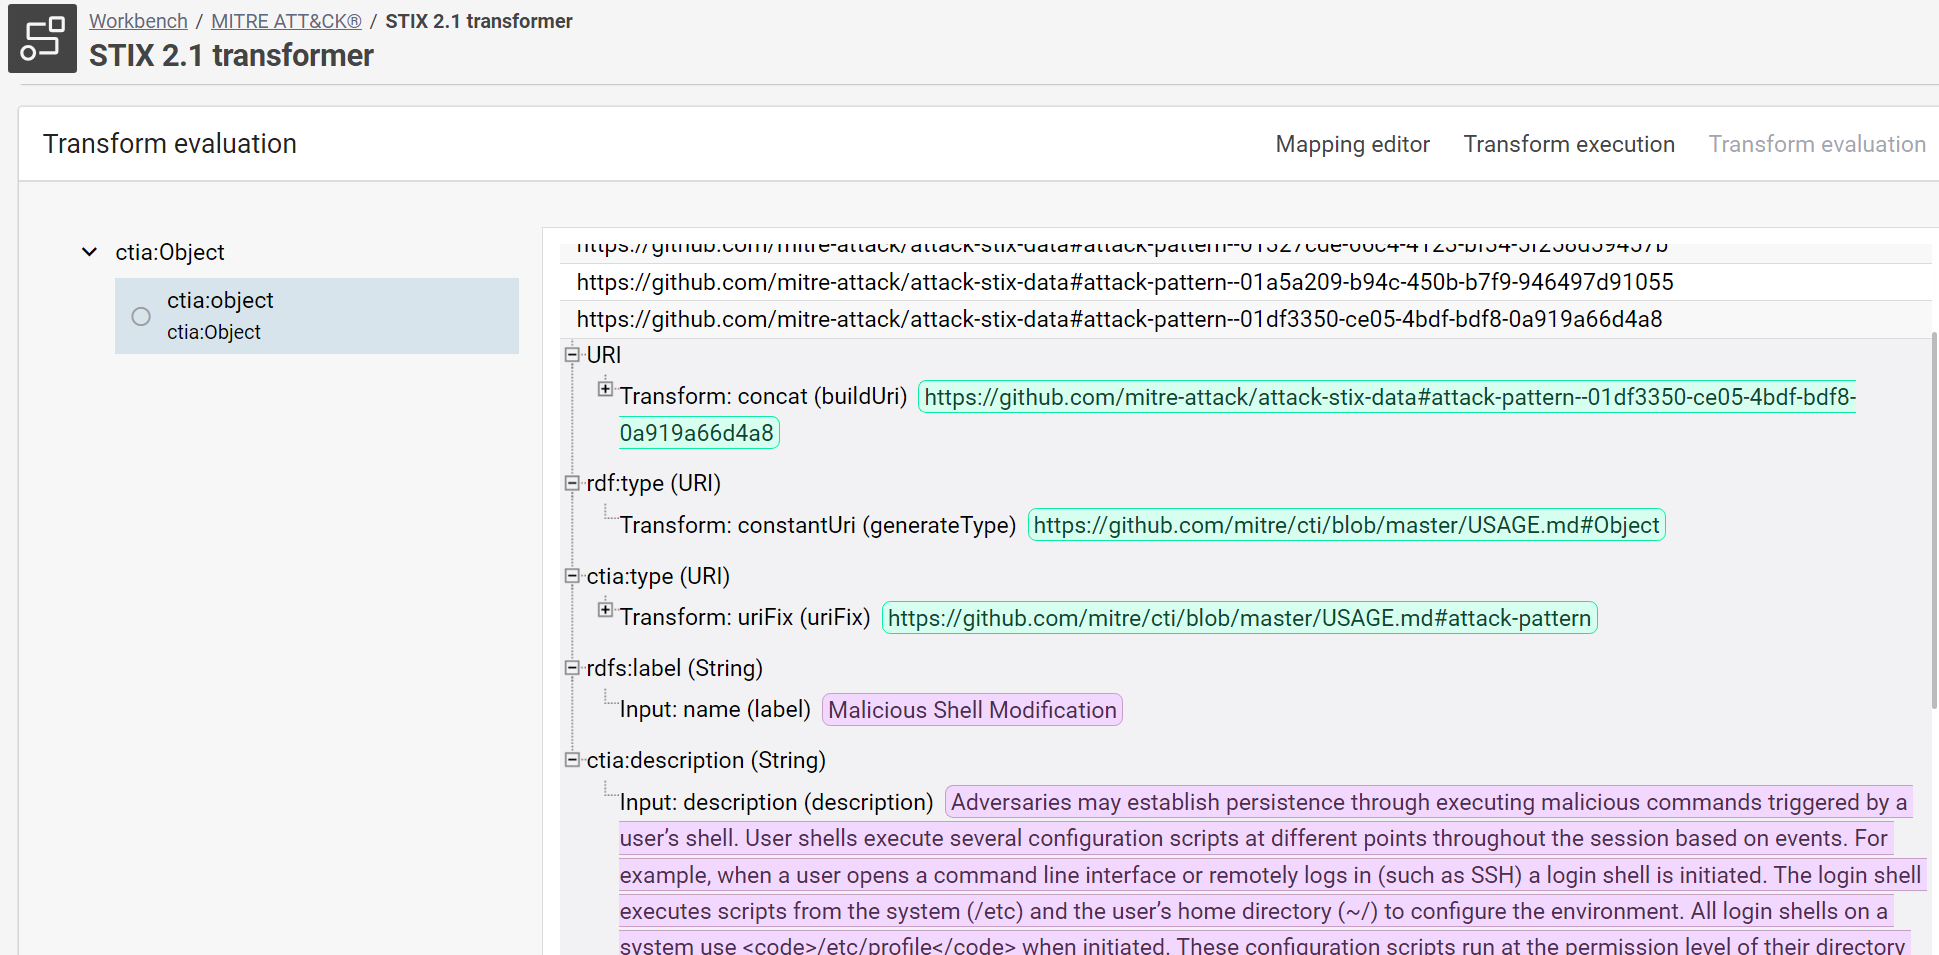 Workbench / MITRE ATT&CK® / STIX 2.1 transformer
STIX 2.1 transformer
Transform evaluation
Mapping editor Transform execution Transform evaluation
ctia:Object
ctia:object
ctia:Object
https://github.com/mitre-attack/attack-stix-data#attack-pattern--01a5a209-b94c-450b-b7f9-946497d91055
https://github.com/mitre-attack/attack-stix-data#attack-pattern--01df3350-ce05-4bdf-bdf8-0a919a66d4a8
URI
Transform: concat (buildUri) https://github.com/mitre-attack/attack-stix-data#attack-pattern--01df3350-ce05-4bdf-bdf8-
0a919a66d4a8
rdf:type (URI)
Transform: constantUri (generateType) https://github.com/mitre/cti/blob/master/USAGE.md#Object
ctia:type (URI)
Transform: uriFix (uriFix) https://github.com/mitre/cti/blob/master/USAGE.md#attack-pattern
rdfs:label (String)
Input: name (label) Malicious Shell Modification
ctia:description (String)
Input: description (description) Adversaries may establish persistence through executing malicious commands triggered by a
user’s shell. User shells execute several configuration scripts at different points throughout the session based on events. For
example, when a user opens a command line interface or remotely logs in (such as SSH) a login shell is initiated. The login shell
executes scripts from the system (/etc) and the user’s home directory (~/) to configure the environment. All login shells on a
system use <code>/etc/profile</code> when initiated. These configuration scripts run at the permission level of their directory